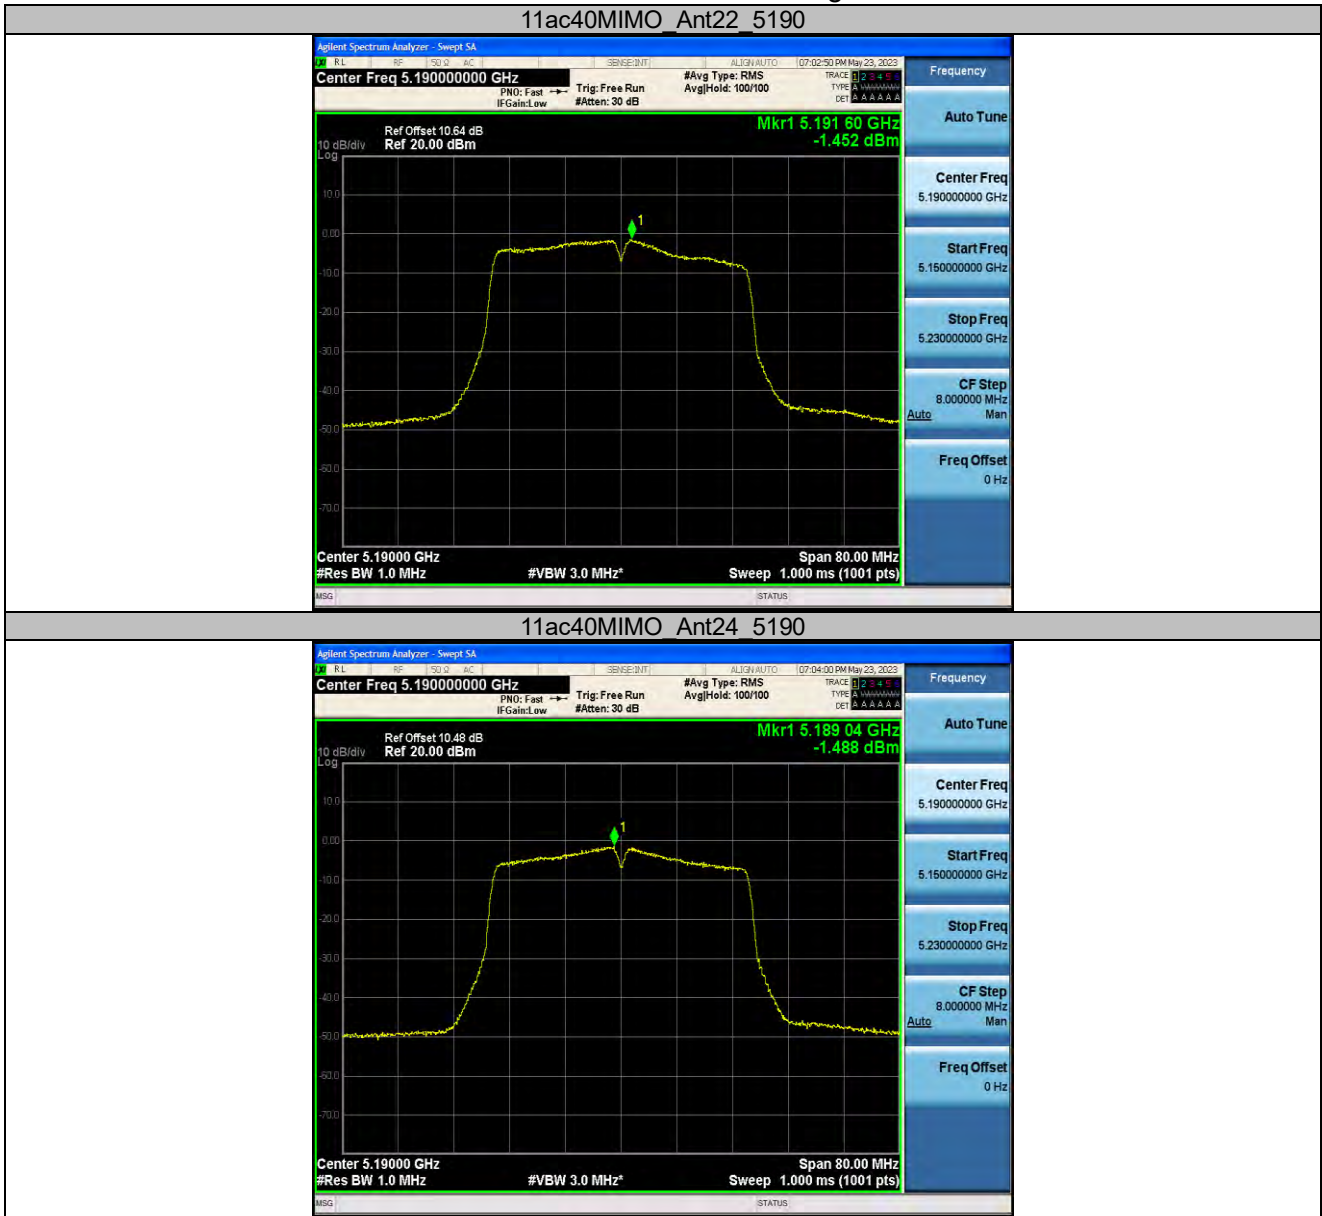 11ac40MIMO_Ant22_5190
Agilent Spectrum Analyzer - Swept SA
RL RF 50 Ω AC SENSE:INT ALIGN AUTO 07:02:50 PM May 23, 2023
Center Freq 5.190000000 GHz
PNO: Fast
IFGain:Low
Trig: Free Run
#Atten: 30 dB
#Avg Type: RMS
Avg|Hold: 100/100
TRACE 1 2 3 4 5 6
TYPE A
DET A A A A A A
Mkr1 5.191 60 GHz
-1.452 dBm
Ref Offset 10.64 dB
10 dB/div Ref 20.00 dBm
Log
10.0
0.00
-10.0
-20.0
-30.0
-40.0
-50.0
-60.0
-70.0
1
Center 5.19000 GHz Span 80.00 MHz
#Res BW 1.0 MHz #VBW 3.0 MHz* Sweep 1.000 ms (1001 pts)
MSG STATUS
Frequency
Auto Tune
Center Freq
5.190000000 GHz
Start Freq
5.150000000 GHz
Stop Freq
5.230000000 GHz
CF Step
8.000000 MHz
Auto Man
Freq Offset
0 Hz
11ac40MIMO_Ant24_5190
Agilent Spectrum Analyzer - Swept SA
RL RF 50 Ω AC SENSE:INT ALIGN AUTO 07:04:00 PM May 23, 2023
Center Freq 5.190000000 GHz
PNO: Fast
IFGain:Low
Trig: Free Run
#Atten: 30 dB
#Avg Type: RMS
Avg|Hold: 100/100
TRACE 1 2 3 4 5 6
TYPE A
DET A A A A A A
Mkr1 5.189 04 GHz
-1.488 dBm
Ref Offset 10.48 dB
10 dB/div Ref 20.00 dBm
Log
10.0
0.00
-10.0
-20.0
-30.0
-40.0
-50.0
-60.0
-70.0
1
Center 5.19000 GHz Span 80.00 MHz
#Res BW 1.0 MHz #VBW 3.0 MHz* Sweep 1.000 ms (1001 pts)
MSG STATUS
Frequency
Auto Tune
Center Freq
5.190000000 GHz
Start Freq
5.150000000 GHz
Stop Freq
5.230000000 GHz
CF Step
8.000000 MHz
Auto Man
Freq Offset
0 Hz